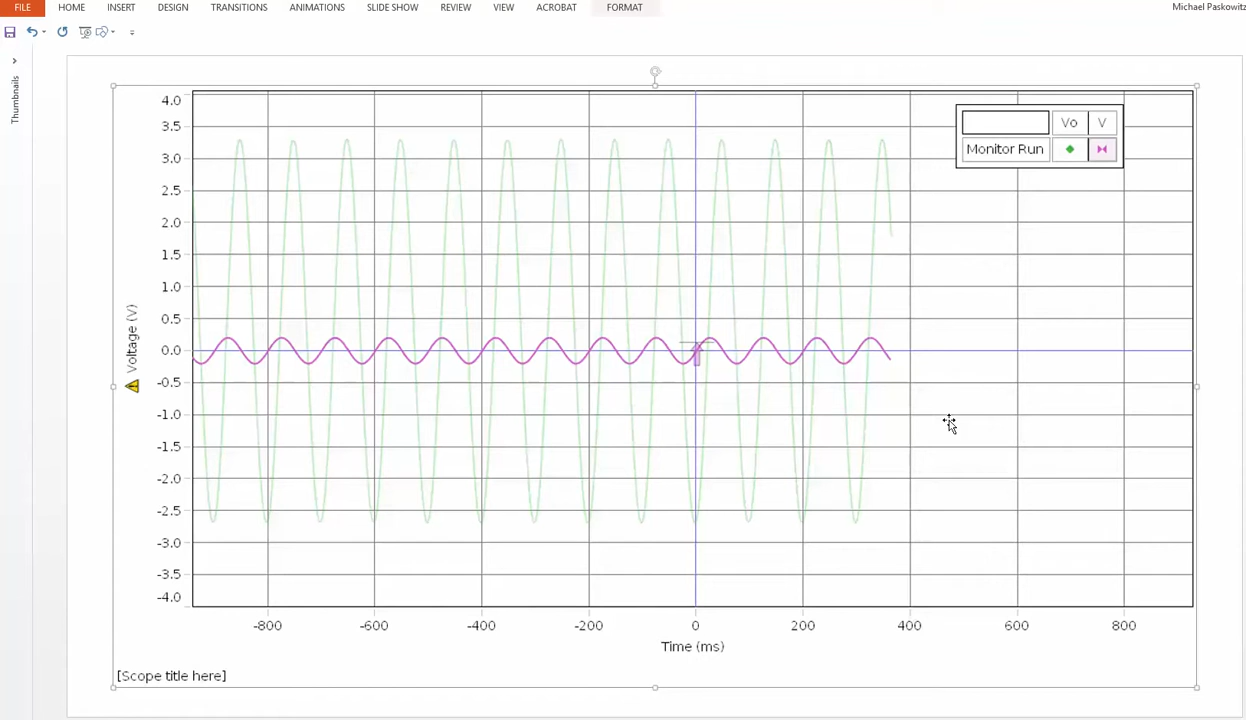 FILE HOME INSERT DESIGN TRANSITIONS ANIMATIONS SLIDE SHOW REVIEW VIEW ACROBAT FORMAT Michael Paskowitz
Thumbnails
Vo V
Monitor Run
4.0
3.5
3.0
2.5
2.0
1.5
1.0
0.5
0.0
-0.5
-1.0
-1.5
-2.0
-2.5
-3.0
-3.5
-4.0
Voltage (V)
-800 -600 -400 -200 0 200 400 600 800
Time (ms)
[Scope title here]